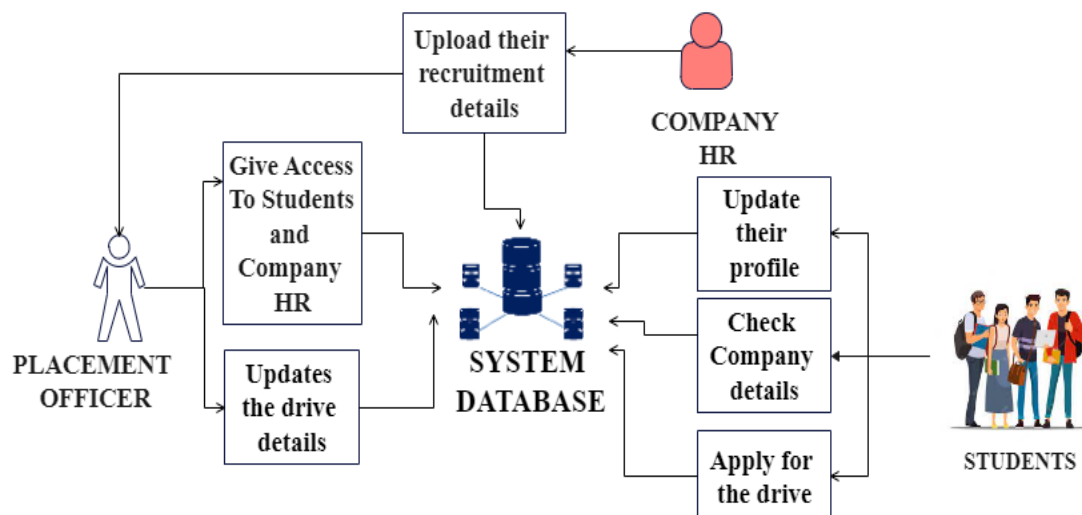 Upload their
recruitment
details
COMPANY
HR
Give Access
To Students
and
Company
HR
Update
their
profile
PLACEMENT
OFFICER
Updates
the drive
details
SYSTEM
DATABASE
Check
Company
details
Apply for
the drive
STUDENTS